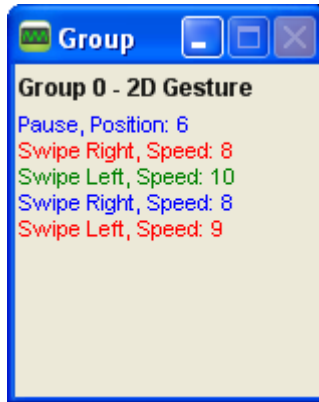 Group
Group 0 - 2D Gesture
Pause, Position: 6
Swipe Right, Speed: 8
Swipe Left, Speed: 10
Swipe Right, Speed: 8
Swipe Left, Speed: 9